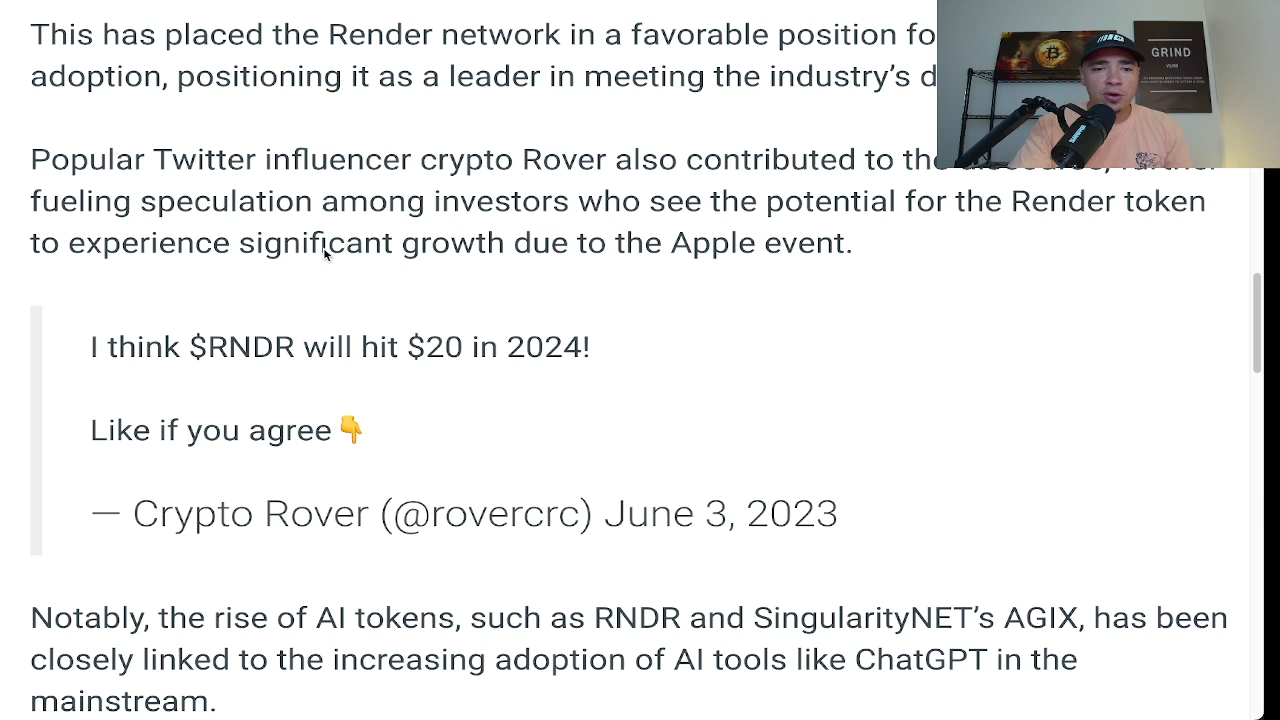 This has placed the Render network in a favorable position fo
adoption, positioning it as a leader in meeting the industry's d
GRIND
VERB
Popular Twitter influencer crypto Rover also contributed to the
fueling speculation among investors who see the potential for the Render token
to experience significant growth due to the Apple event.
I think $RNDR will hit $20 in 2024!
Like if you agree👇
— Crypto Rover (@rovercrc) June 3, 2023
Notably, the rise of AI tokens, such as RNDR and SingularityNET's AGIX, has been
closely linked to the increasing adoption of AI tools like ChatGPT in the
mainstream.